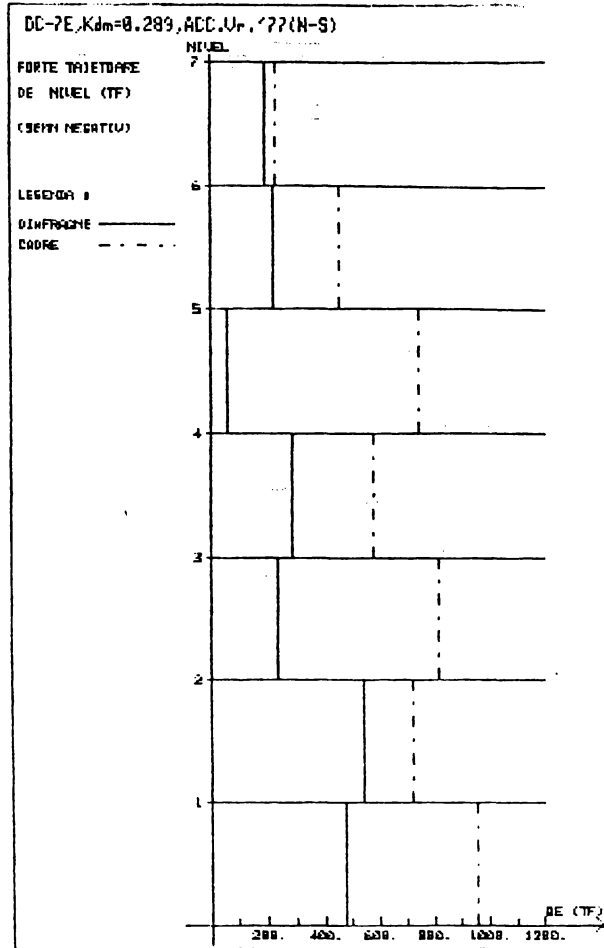 DC-7E,Kdm=0.289,ACC.Vr.'77(N-S)
NIVEL
FORTE TAIETOARE
DE NIVEL (TF)
(SEMN NEGATIV)
LEGENDA :
DIAFRAGME
CADRE
7
6
5
4
3
2
1
DE (TF)
200. 400. 600. 800. 1000. 1200.